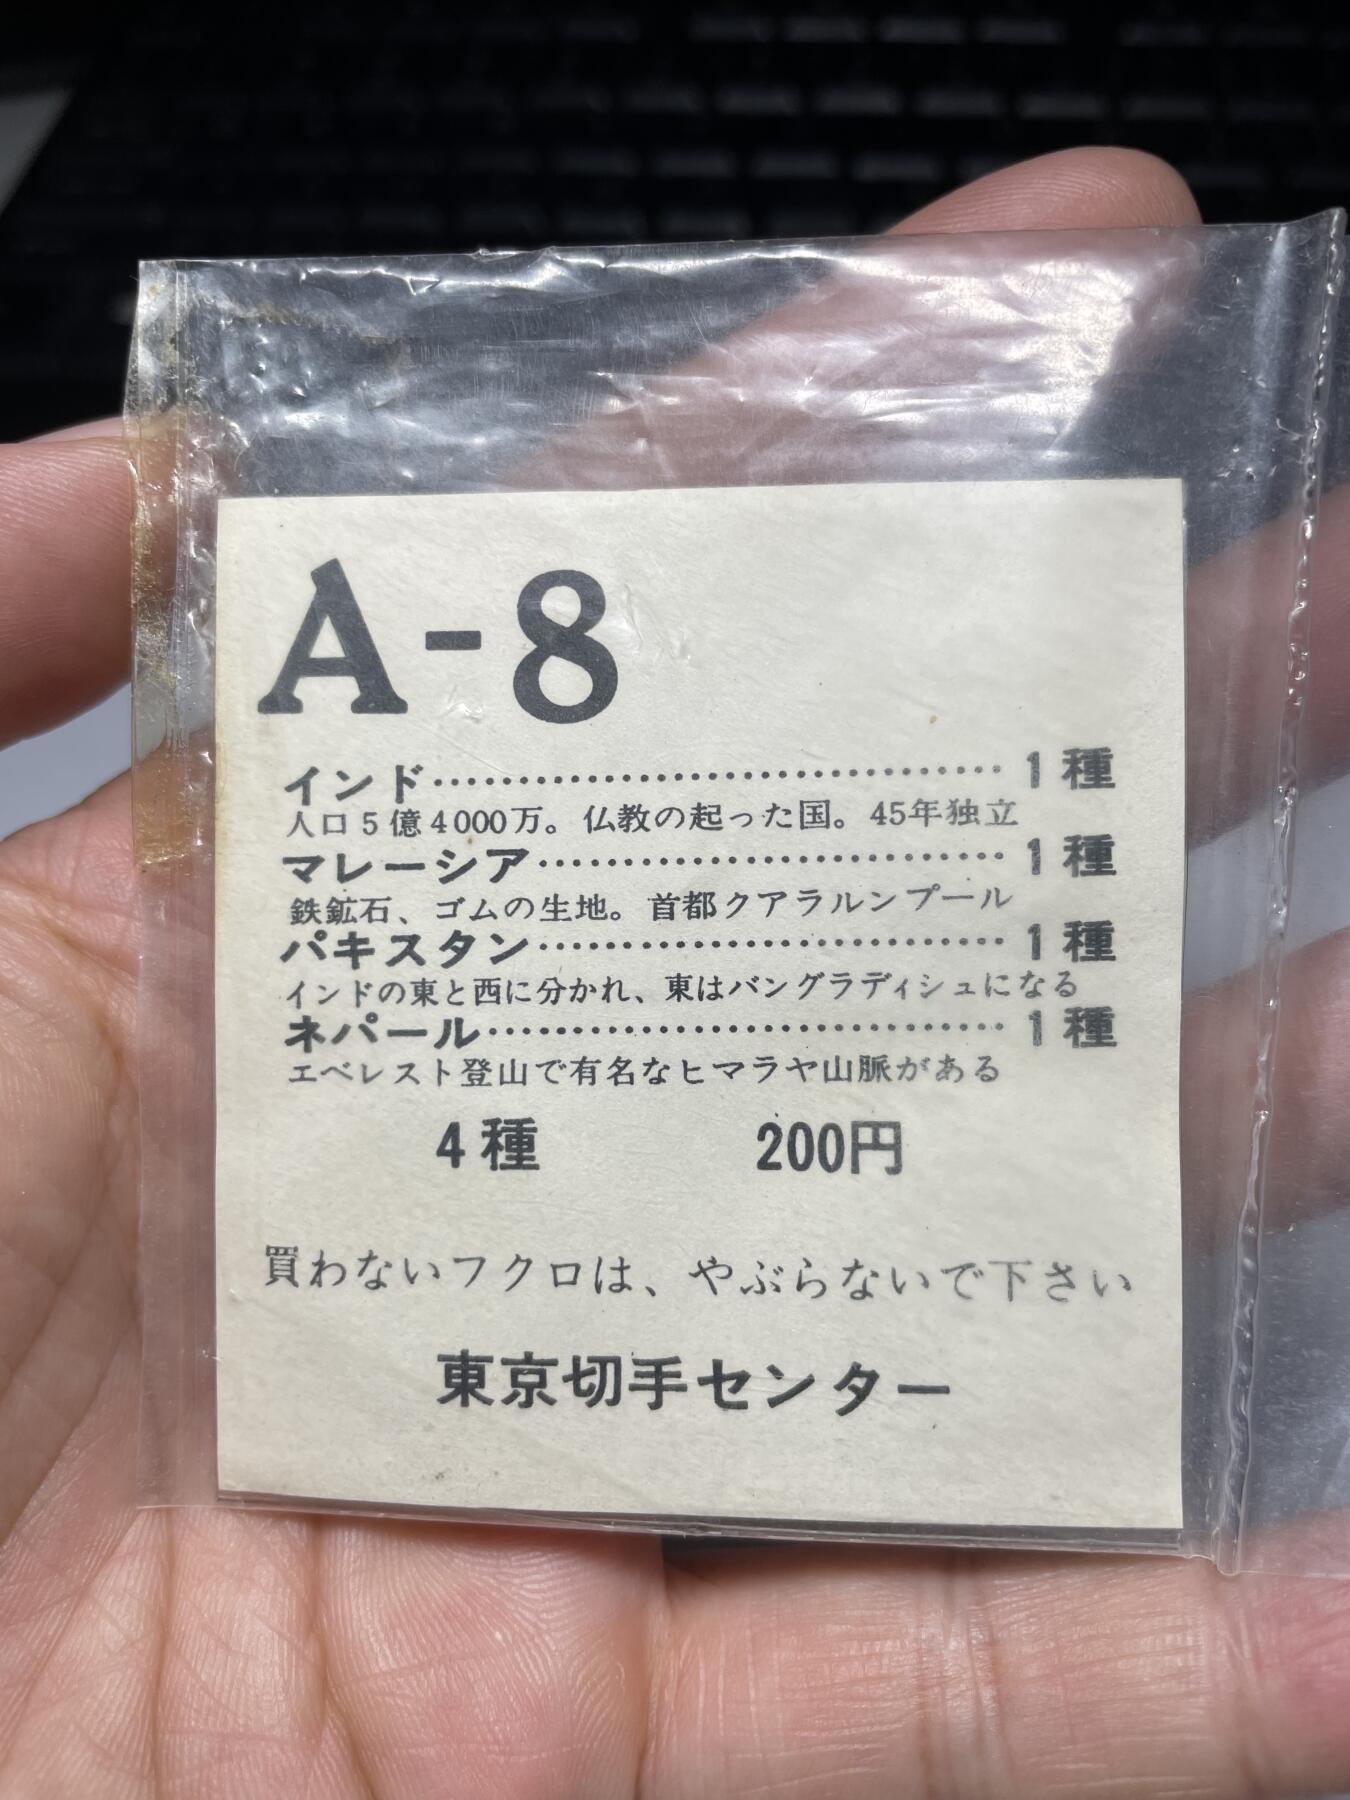 A-8
インド……………………………1種
人口5億4000万。仏教の起った国。45年独立
マレーシア………………………1種
鉄鉱石、ゴムの生地。首都クアラルンプール
パキスタン………………………1種
インドの東と西に分かれ、東はバングラディシュになる
ネパール…………………………1種
エベレスト登山で有名なヒマラヤ山脈がある
4種 200円
買わないフクロは、やぶらないで下さい
東京切手センター